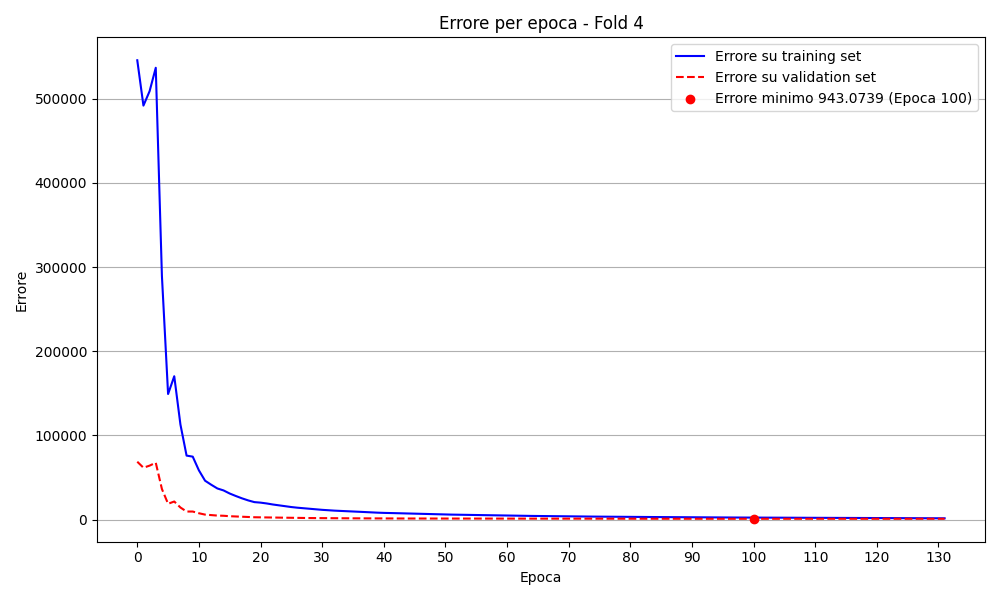 Errore per epoca - Fold 4
Errore su training set
Errore su validation set
Errore minimo 943.0739 (Epoca 100)
Errore
500000
400000
300000
200000
100000
0
0 10 20 30 40 50 60 70 80 90 100 110 120 130
Epoca